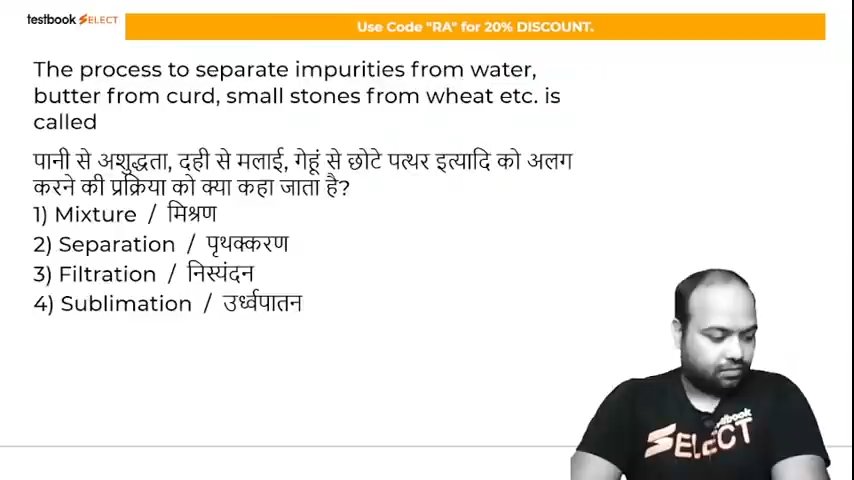 testbook SELECT
Use Code "RA" for 20% DISCOUNT.
The process to separate impurities from water,
butter from curd, small stones from wheat etc. is
called
पानी से अशुद्धता, दही से मलाई, गेहूं से छोटे पत्थर इत्यादि को अलग
करने की प्रक्रिया को क्या कहा जाता है?
1) Mixture / मिश्रण
2) Separation / पृथक्करण
3) Filtration / निस्यंदन
4) Sublimation / उर्ध्वपातन
testbook
SELECT